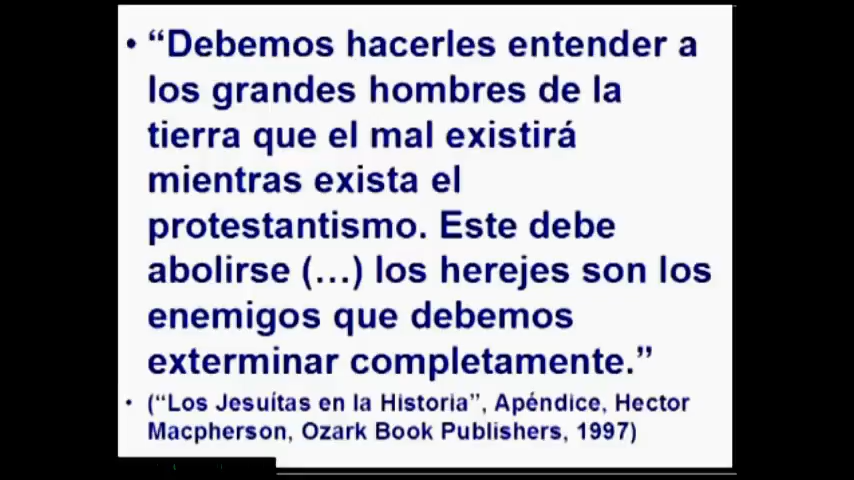 • “Debemos hacerles entender a
los grandes hombres de la
tierra que el mal existirá
mientras exista el
protestantismo. Este debe
abolirse (…) los herejes son los
enemigos que debemos
exterminar completamente.”
• (“Los Jesuítas en la Historia”, Apéndice, Hector
Macpherson, Ozark Book Publishers, 1997)